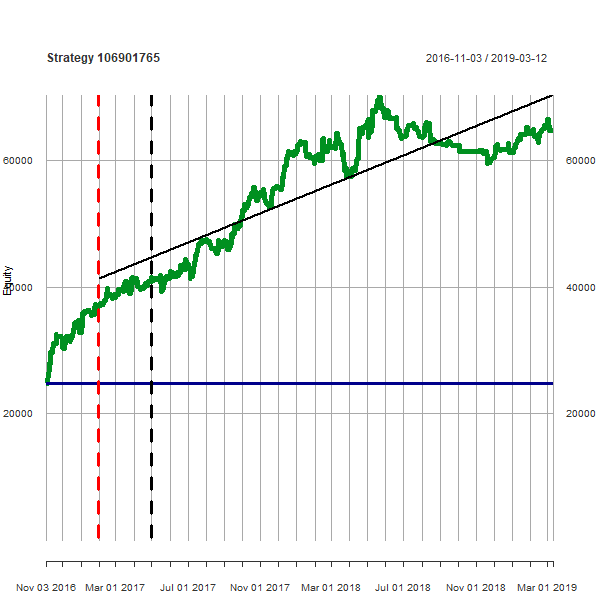 Strategy 106901765
2016-11-03 / 2019-03-12
60000
60000
Equity
40000
40000
20000
20000
Nov 03 2016
Mar 01 2017
Jul 01 2017
Nov 01 2017
Mar 01 2018
Jul 01 2018
Nov 01 2018
Mar 01 2019